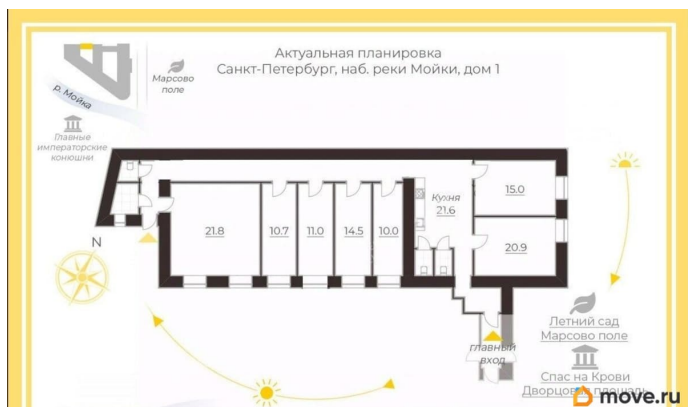 Актуальная планировка
Санкт-Петербург, наб. реки Мойки, дом 1
Марсово
поле
р. Мойка
Главные
императорские
конюшни
N
21.8
10.7
11.0
14.5
10.0
Кухня
21.6
15.0
20.9
главный
вход
Летний сад
Марсово поле
Спас на Крови
Дворцовая площадь
move.ru